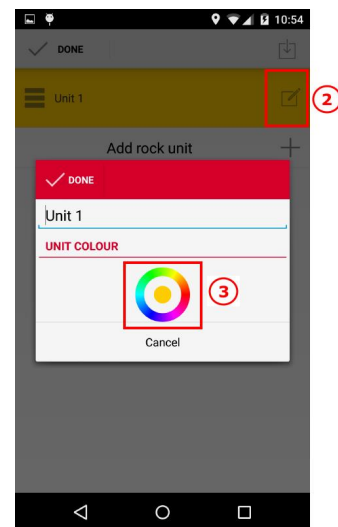 10:54
DONE
Unit 1
2
Add rock unit
DONE
Unit 1
UNIT COLOUR
3
Cancel